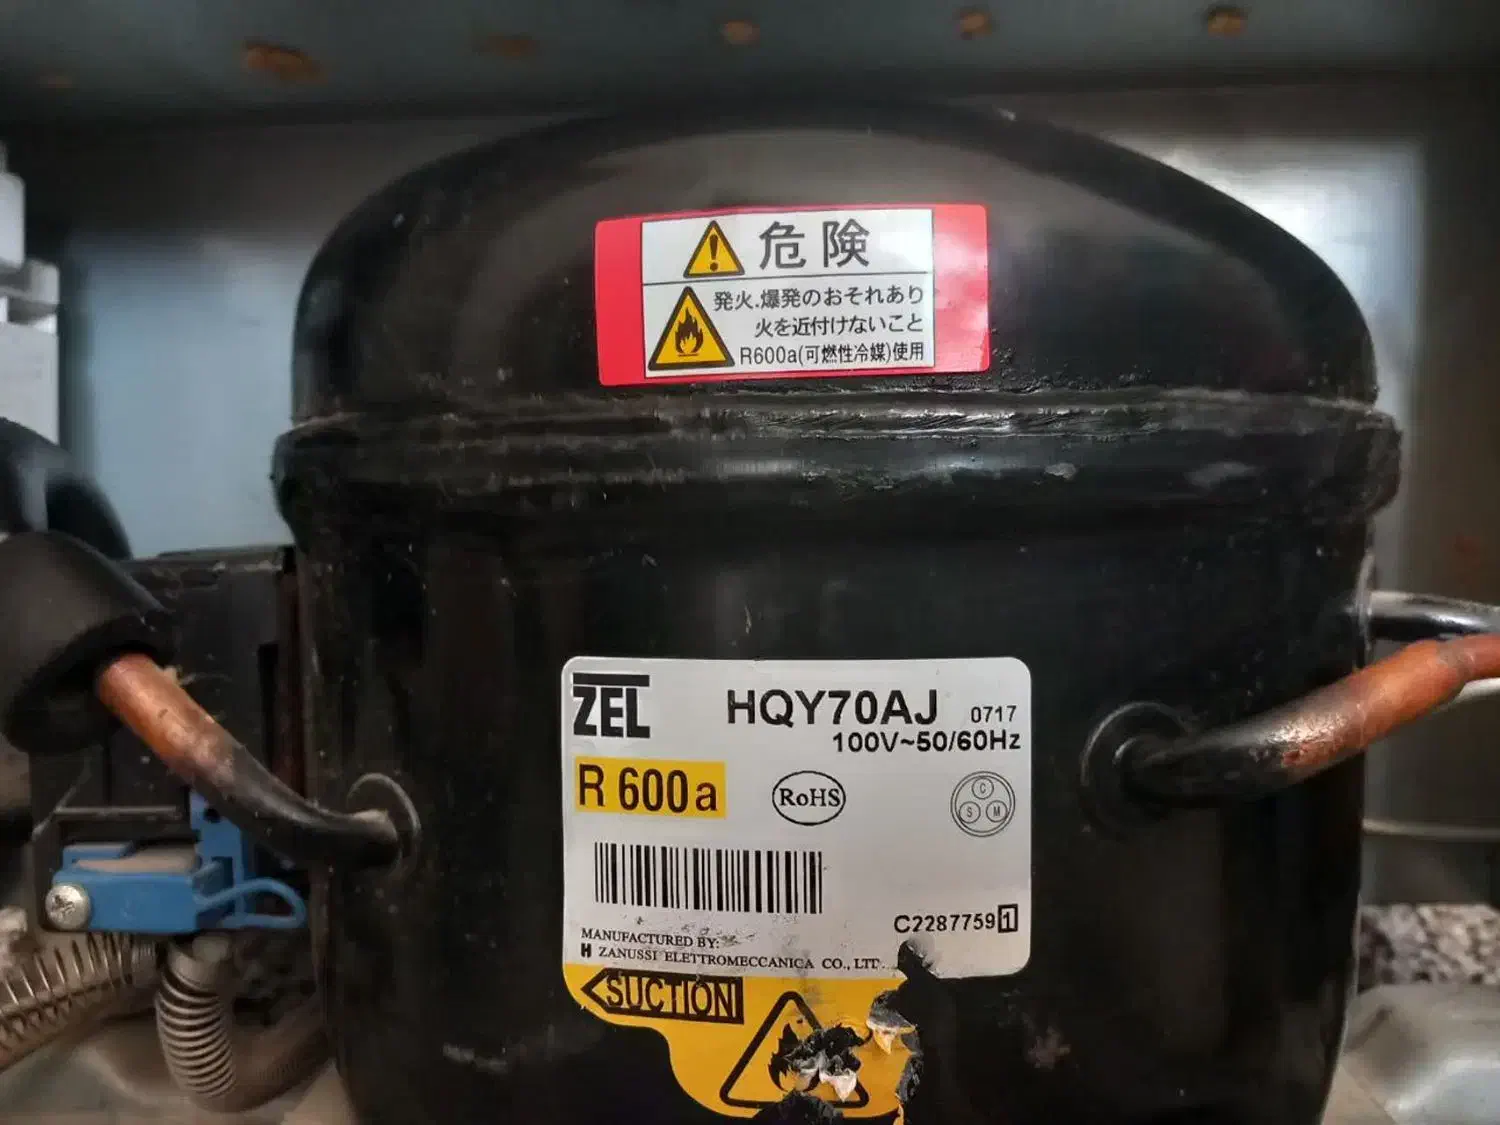 危険
発火.爆発のおそれあり
火を近付けないこと
R600a(可燃性冷媒)使用
ZEL
HQY70AJ 0717
100V~50/60Hz
R 600a
RoHS
C
S M
C2287759 1
MANUFACTURED BY:
ZANUSSI ELETTROMECCANICA CO., LTD.
SUCTION